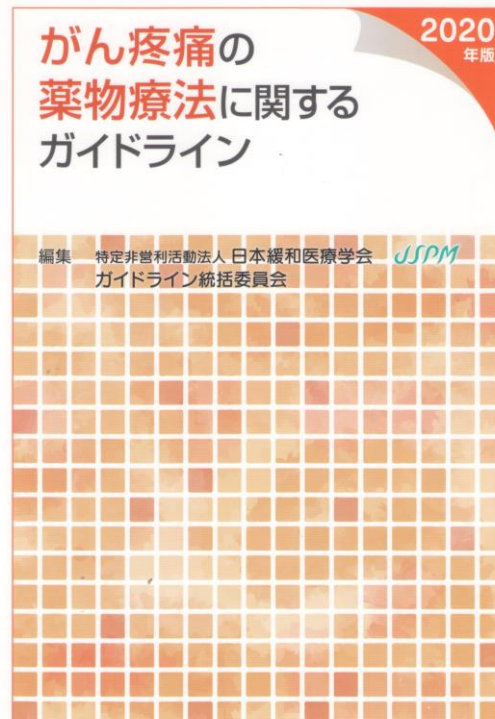 がん疼痛の
薬物療法に関する
ガイドライン
2020
年版
編集 特定非営利活動法人 日本緩和医療学会 JSPM
ガイドライン統括委員会